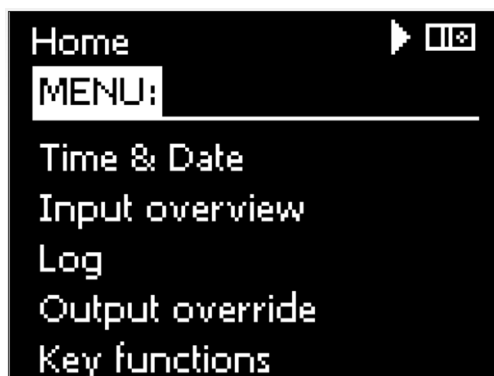 Home
MENU:
Time & Date
Input overview
Log
Output override
Key functions